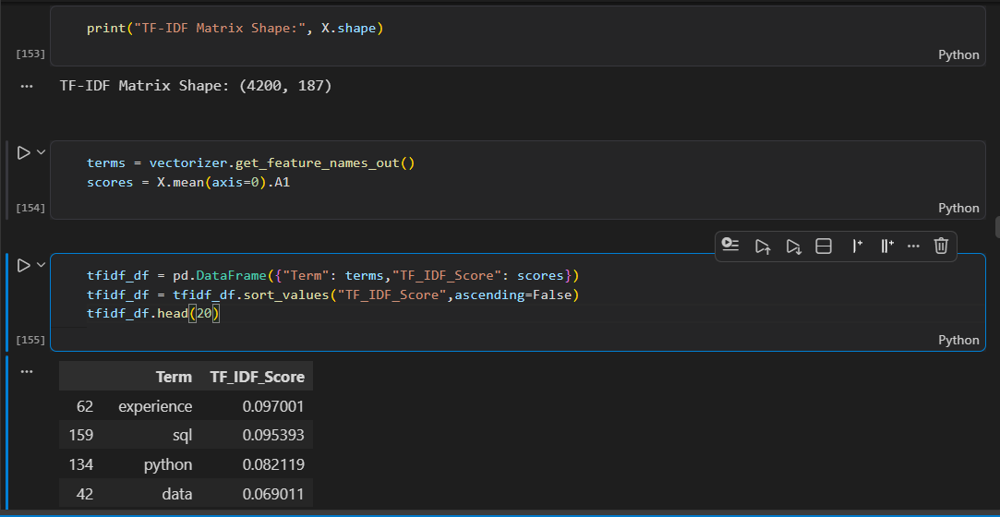 print("TF-IDF Matrix Shape:", X.shape)
[153]
Python
TF-IDF Matrix Shape: (4200, 187)
terms = vectorizer.get_feature_names_out()
scores = X.mean(axis=0).A1
[154]
Python
tfidf_df = pd.DataFrame({"Term": terms,"TF_IDF_Score": scores})
tfidf_df = tfidf_df.sort_values("TF_IDF_Score",ascending=False)
tfidf_df.head(20)
[155]
Python
Term TF_IDF_Score
62 experience 0.097001
159 sql 0.095393
134 python 0.082119
42 data 0.069011